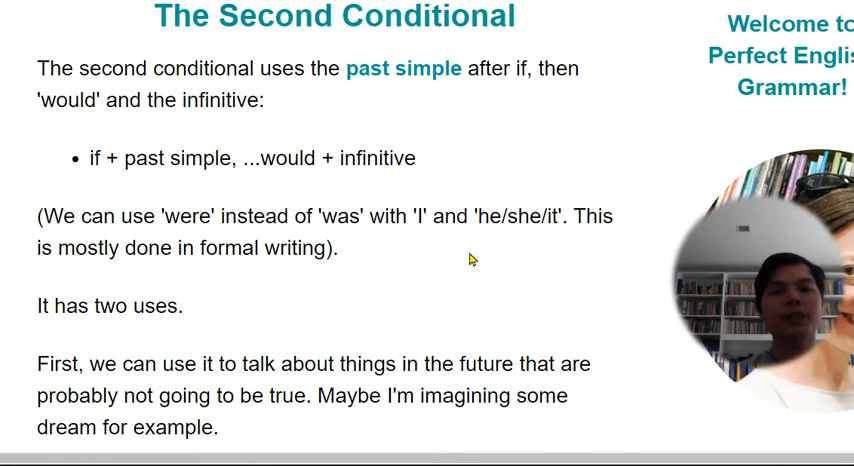 The Second Conditional
The second conditional uses the past simple after if, then
'would' and the infinitive:
• if + past simple, ...would + infinitive
(We can use 'were' instead of 'was' with 'I' and 'he/she/it'. This
is mostly done in formal writing).
It has two uses.
First, we can use it to talk about things in the future that are
probably not going to be true. Maybe I'm imagining some
dream for example.
Welcome to
Perfect Englis
Grammar!